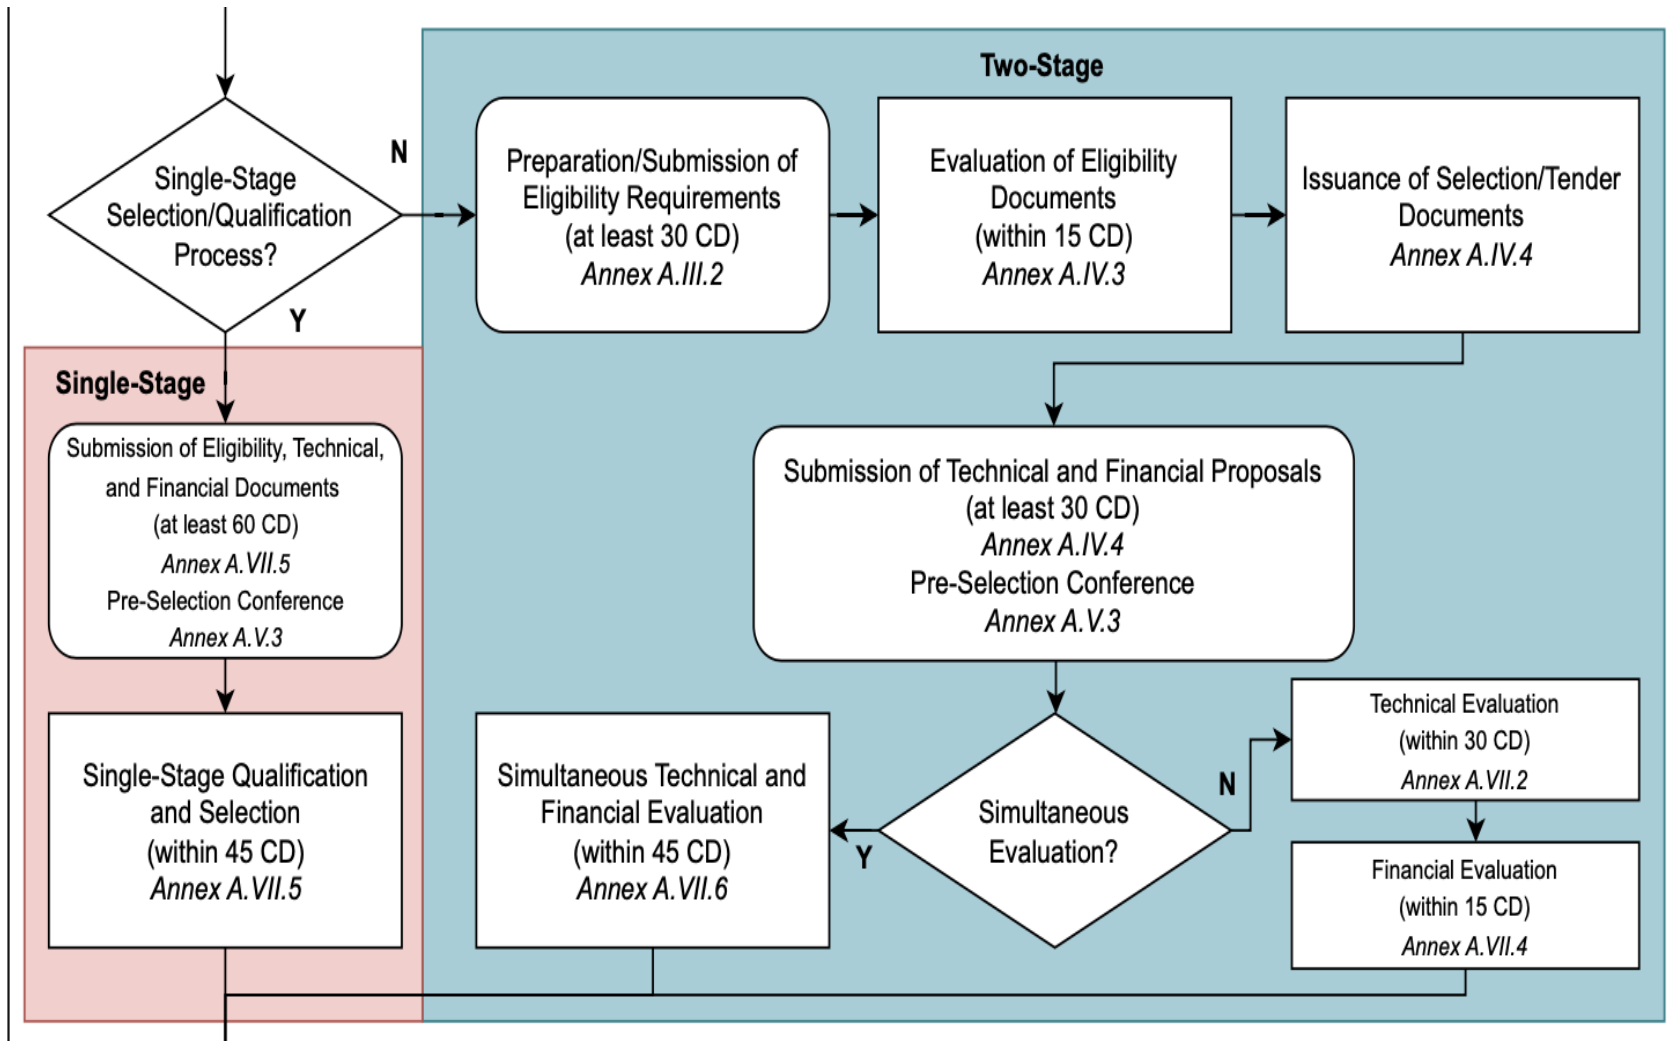 Two-Stage
Single-Stage
Selection/Qualification
Process?
N
Y
Preparation/Submission of
Eligibility Requirements
(at least 30 CD)
Annex A.III.2
Evaluation of Eligibility
Documents
(within 15 CD)
Annex A.IV.3
Issuance of Selection/Tender
Documents
Annex A.IV.4
Single-Stage
Submission of Eligibility, Technical,
and Financial Documents
(at least 60 CD)
Annex A.VII.5
Pre-Selection Conference
Annex A.V.3
Submission of Technical and Financial Proposals
(at least 30 CD)
Annex A.IV.4
Pre-Selection Conference
Annex A.V.3
Single-Stage Qualification
and Selection
(within 45 CD)
Annex A.VII.5
Simultaneous Technical and
Financial Evaluation
(within 45 CD)
Annex A.VII.6
Y
Simultaneous
Evaluation?
N
Technical Evaluation
(within 30 CD)
Annex A.VII.2
Financial Evaluation
(within 15 CD)
Annex A.VII.4